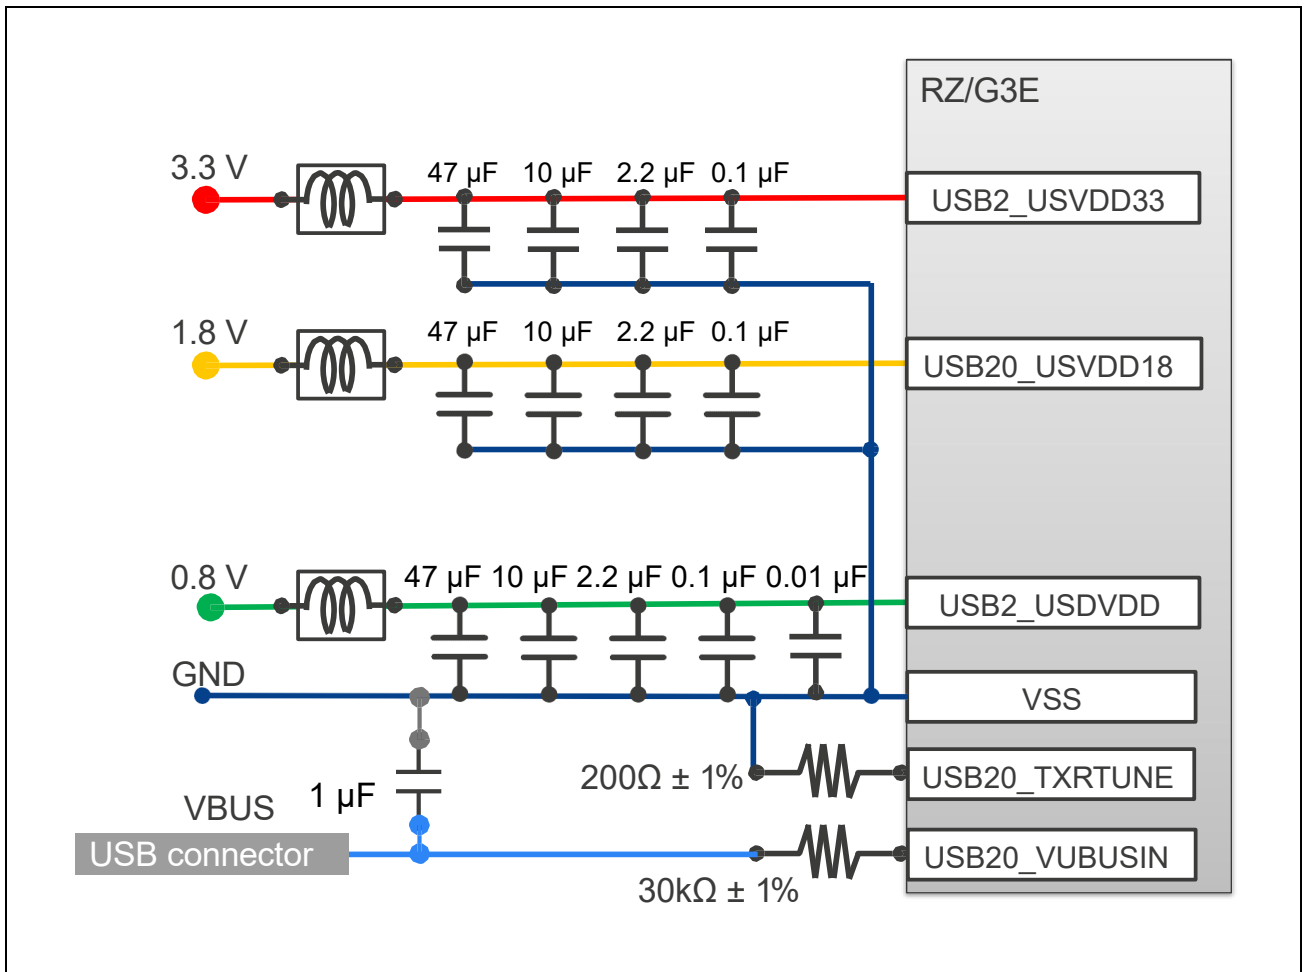 RZ/G3E
3.3 V
47 µF 10 µF 2.2 µF 0.1 µF
USB2_USVDD33
1.8 V
47 µF 10 µF 2.2 µF 0.1 µF
USB20_USVDD18
0.8 V
47 µF 10 µF 2.2 µF 0.1 µF 0.01 µF
USB2_USDVDD
GND
VSS
200Ω ± 1%
USB20_TXRTUNE
1 µF
VBUS
USB connector
USB20_VUBUSIN
30kΩ ± 1%